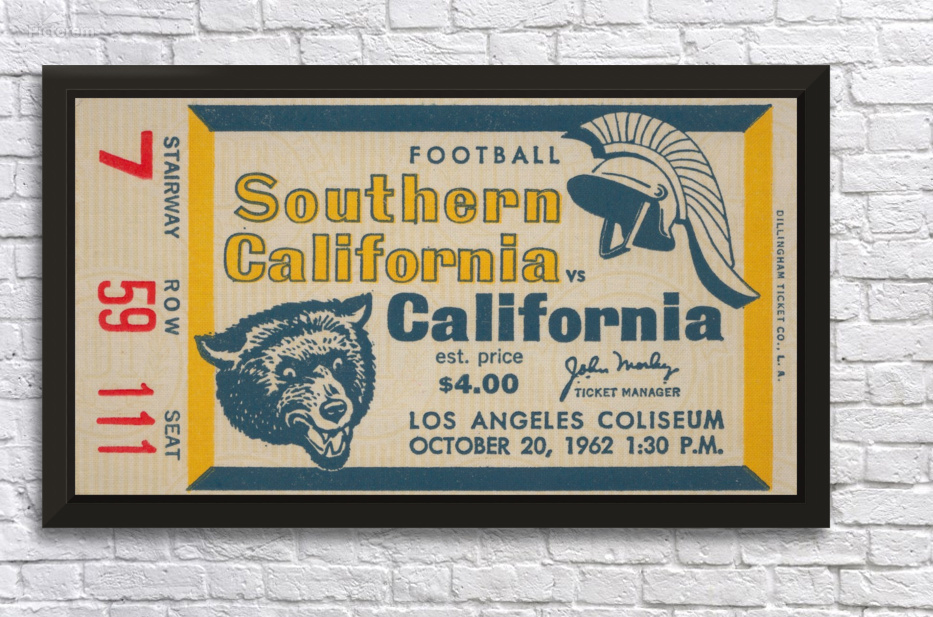 STAIRWAY
7
ROW
59
SEAT
111
FOOTBALL
Southern
California vs
California
est. price
$4.00
John Morley
TICKET MANAGER
LOS ANGELES COLISEUM
OCTOBER 20, 1962 1:30 P.M.
DILLINGHAM TICKET CO., L. A.